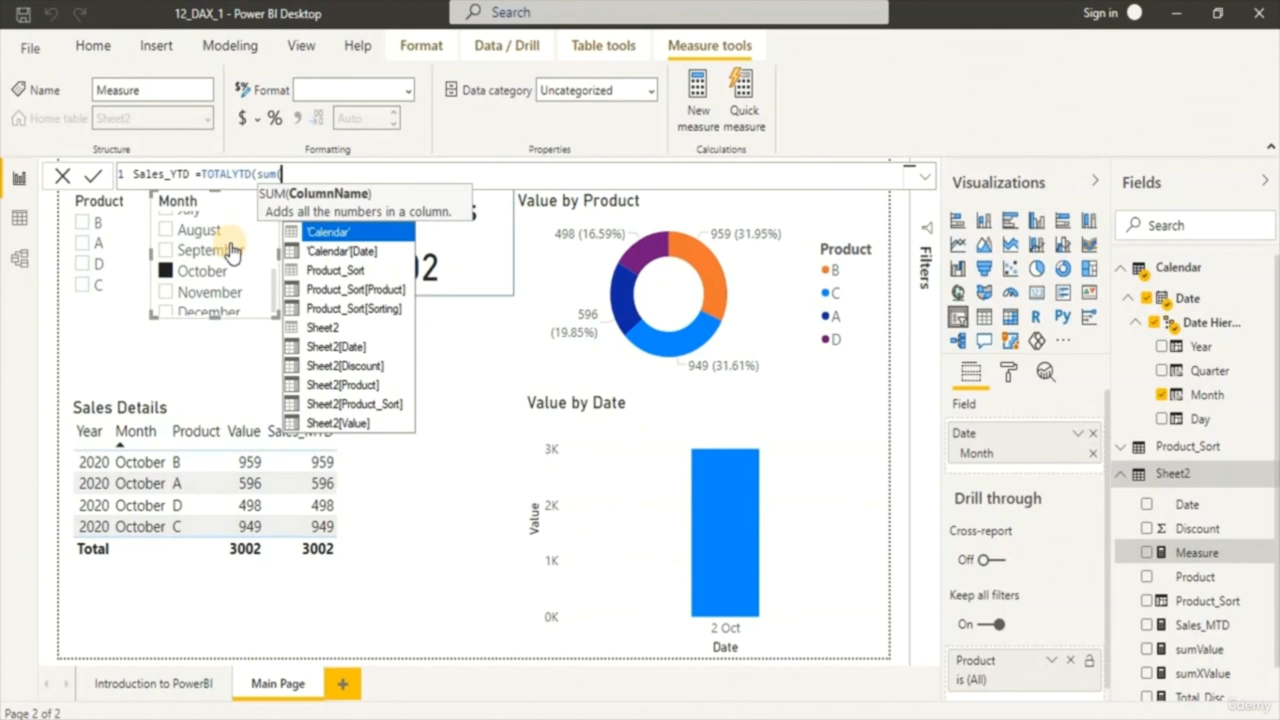 12_DAX_1 - Power BI Desktop
Search
Sign in
File
Home
Insert
Modeling
View
Help
Format
Data / Drill
Table tools
Measure tools
Name
Measure
Home table
Sheet2
Structure
Format
$
%
Auto
Formatting
Data category
Uncategorized
Properties
New measure
Quick measure
Calculations
1 Sales_YTD =TOTALYTD(sum(
SUM(ColumnName)
Adds all the numbers in a column.
'Calendar'
'Calendar'[Date]
Product_Sort
Product_Sort[Product]
Product_Sort[Sorting]
Sheet2
Sheet2[Date]
Sheet2[Discount]
Sheet2[Product]
Sheet2[Product_Sort]
Sheet2[Value]
Product
B
A
D
C
Month
July
August
Septem
October
November
December
02
Value by Product
498 (16.59%)
959 (31.95%)
596
(19.85%)
949 (31.61%)
Product
B
C
A
D
Sales Details
Year Month Product Value Sales_MTD
2020 October B 959 959
2020 October A 596 596
2020 October D 498 498
2020 October C 949 949
Total 3002 3002
Value by Date
3K
2K
1K
0K
Value
2 Oct
Date
Filters
Visualizations
R
Py
Field
Date
Month
Drill through
Cross-report
Off
Keep all filters
On
Product
is (All)
Fields
Search
Calendar
Date
Date Hier...
Year
Quarter
Month
Day
Product_Sort
Sheet2
Date
Discount
Measure
Product
Product_Sort
Sales_MTD
sumValue
sumXValue
Total_Disc
Introduction to PowerBI
Main Page
+
Page 2 of 2
ûdemy